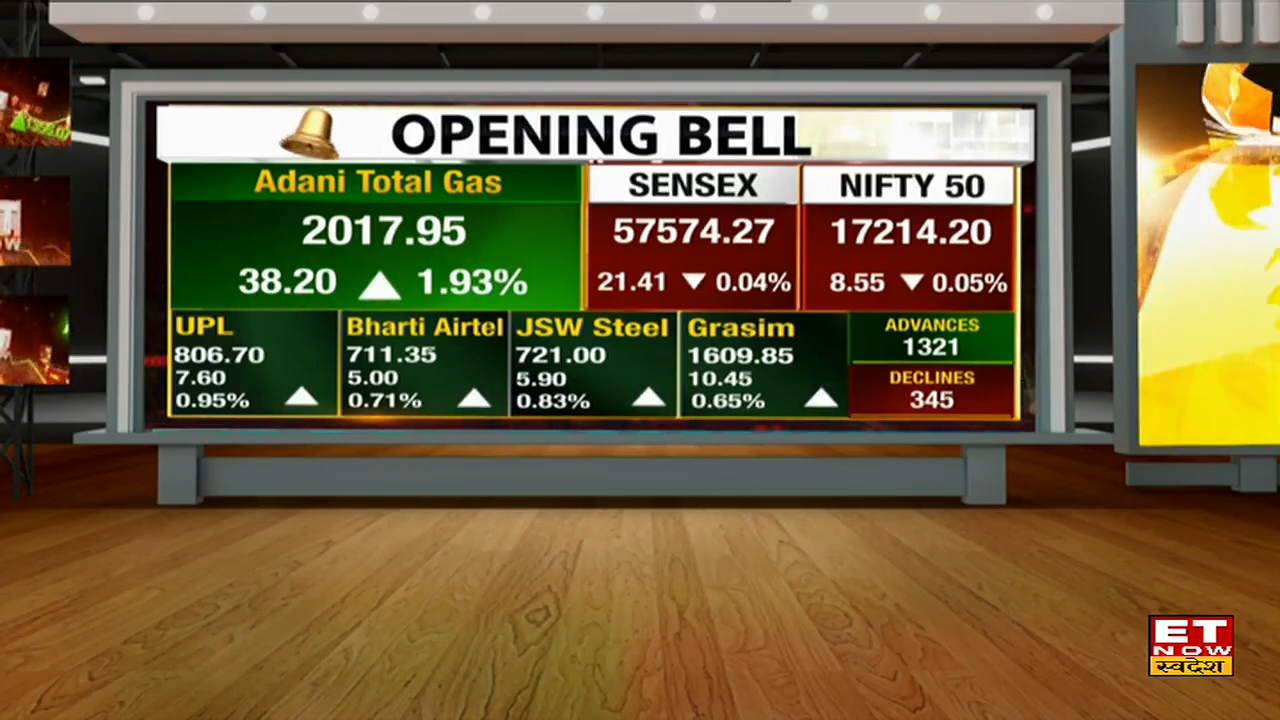 OPENING BELL
Adani Total Gas
2017.95
38.20 ▲ 1.93%
SENSEX
57574.27
21.41 ▼ 0.04%
NIFTY 50
17214.20
8.55 ▼ 0.05%
UPL
806.70
7.60
0.95% ▲
Bharti Airtel
711.35
5.00
0.71% ▲
JSW Steel
721.00
5.90
0.83% ▲
Grasim
1609.85
10.45
0.65% ▲
ADVANCES
1321
DECLINES
345
ET
NOW
स्वदेश